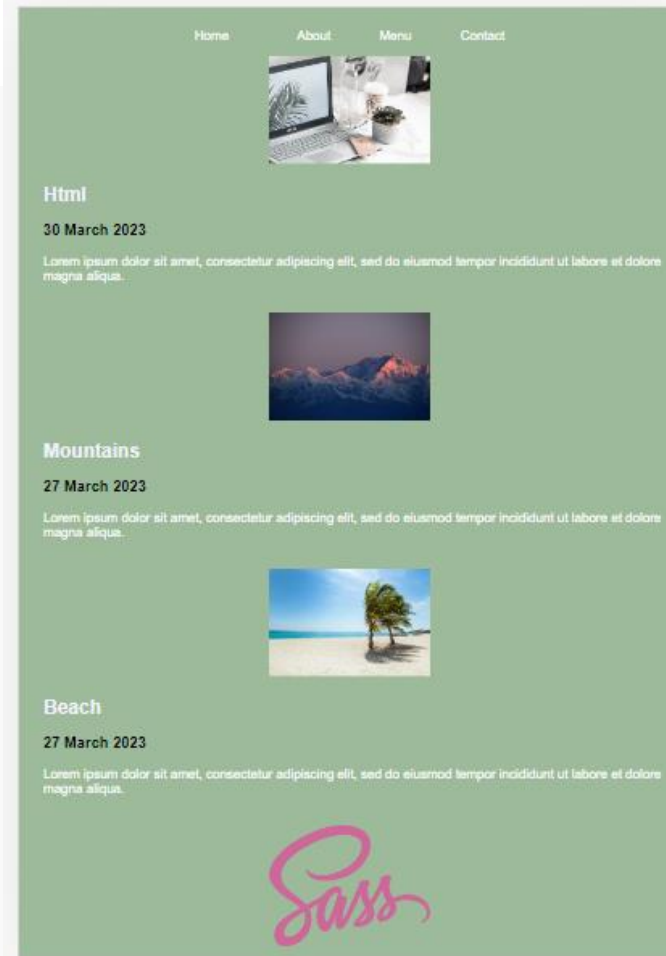 Home About Menu Contact
Html
30 March 2023
Lorem ipsum dolor sit amet, consectetur adipiscing elit, sed do eiusmod tempor incididunt ut labore et dolore
magna aliqua.
Mountains
27 March 2023
Lorem ipsum dolor sit amet, consectetur adipiscing elit, sed do eiusmod tempor incididunt ut labore et dolore
magna aliqua.
Beach
27 March 2023
Lorem ipsum dolor sit amet, consectetur adipiscing elit, sed do eiusmod tempor incididunt ut labore et dolore
magna aliqua.
Sass